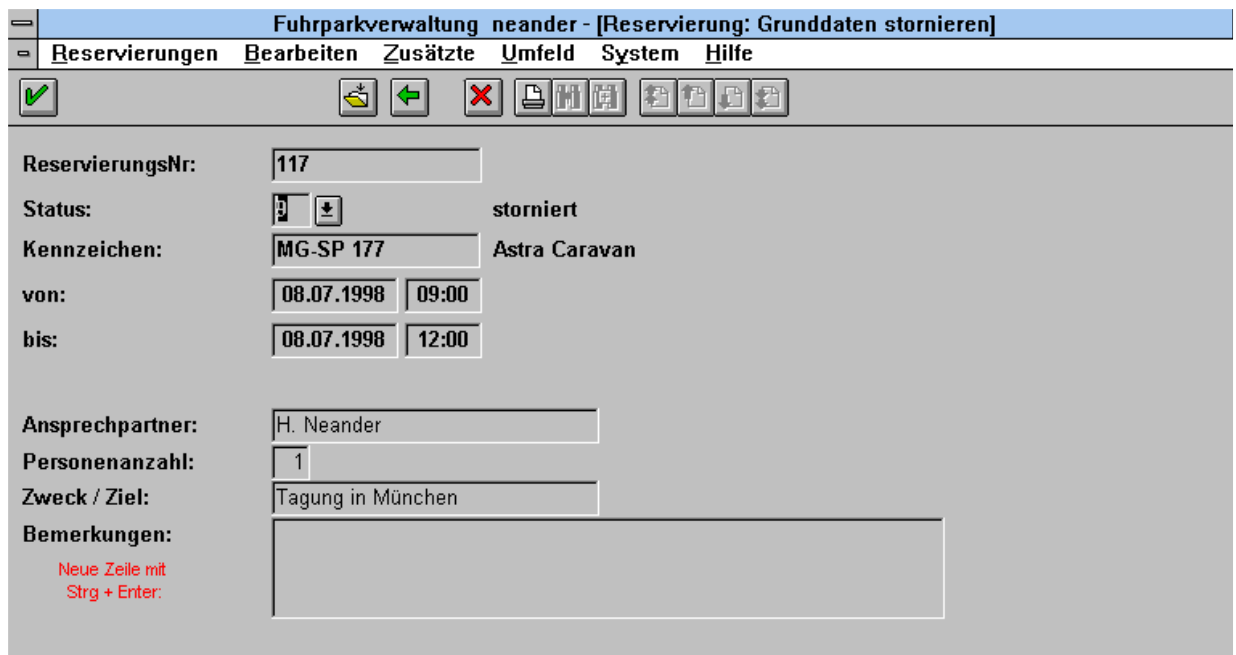 Fuhrparkverwaltung neander - [Reservierung: Grunddaten stornieren]
Reservierungen Bearbeiten Zusätzte Umfeld System Hilfe
ReservierungsNr: 117
Status: 9 storniert
Kennzeichen: MG-SP 177 Astra Caravan
von: 08.07.1998 09:00
bis: 08.07.1998 12:00
Ansprechpartner: H. Neander
Personenanzahl: 1
Zweck / Ziel: Tagung in München
Bemerkungen:
Neue Zeile mit
Strg + Enter: